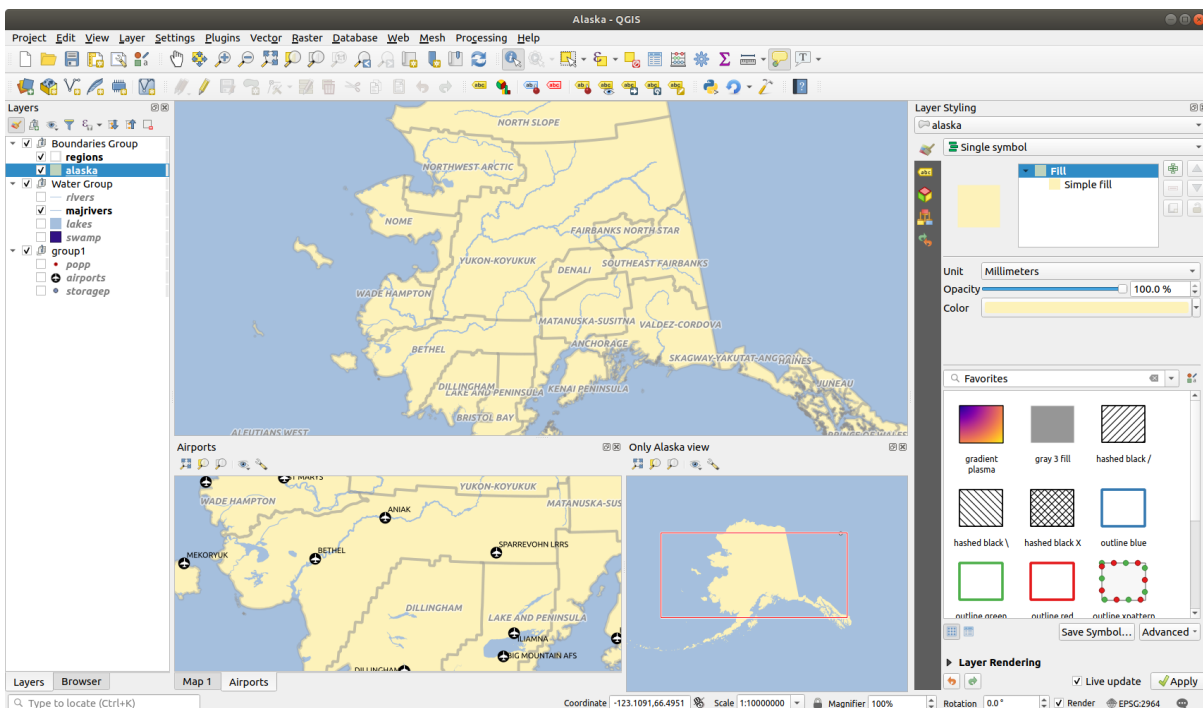 Alaska - QGIS
Project Edit View Layer Settings Plugins Vector Raster Database Web Mesh Processing Help
Layers
Boundaries Group
regions
alaska
Water Group
rivers
majrivers
lakes
swamp
group1
popp
airports
storagep
Layers Browser
NORTH SLOPE
NORTHWEST ARCTIC
NOME
FAIRBANKS NORTH STAR
YUKON-KOYUKUK
SOUTHEAST FAIRBANKS
DENALI
WADE HAMPTON
MATANUSKA-SUSITNA
VALDEZ-CORDOVA
BETHEL
ANCHORAGE
SKAGWAY-YAKUTAT-ANGOON
HAINES
DILLINGHAM
LAKE AND PENINSULA
KENAI PENINSULA
JUNEAU
BRISTOL BAY
ALEUTIANS WEST
PRINCE OF WALES
Airports
T MARYS
YUKON-KOYUKUK
WADE HAMPTON
MATANUSKA-SUS
ANIAK
BETHEL
SPARREVOHN LRRS
MEKORYUK
DILLINGHAM
LAKE AND PENINSULA
ILIAMNA
BIG MOUNTAIN AFS
DILLINGHAM
Map 1 Airports
Only Alaska view
Layer Styling
alaska
Single symbol
Fill
Simple fill
Unit Millimeters
Opacity 100.0 %
Color
Favorites
gradient plasma
gray 3 fill
hashed black /
hashed black \
hashed black X
outline blue
outline green
outline red
outline xpattern
Save Symbol... Advanced
Layer Rendering
Live update Apply
Type to locate (Ctrl+K)
Coordinate -123.1091,66.4951 Scale 1:10000000 Magnifier 100% Rotation 0.0° Render EPSG:2964